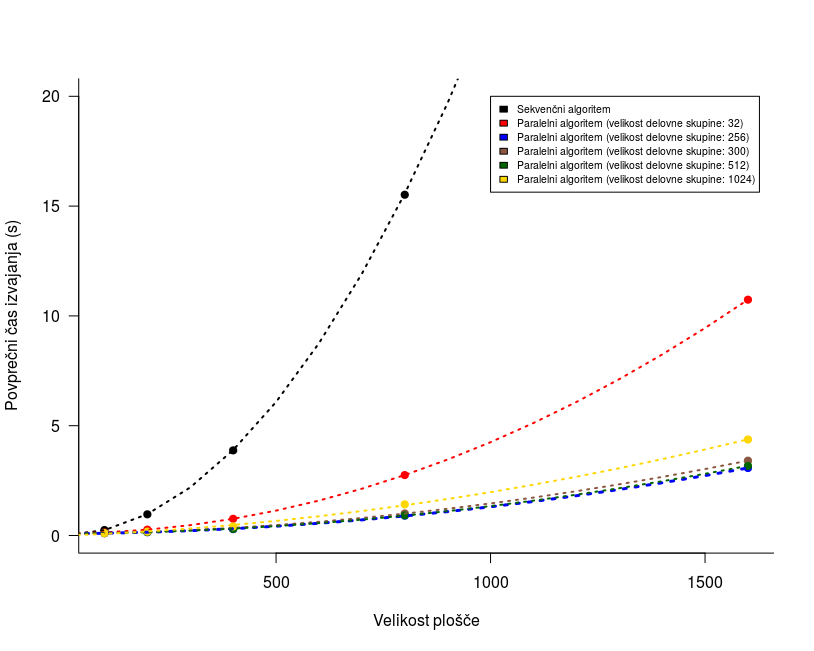 20
15
10
5
0
Povprečni čas izvajanja (s)
Sekvenčni algoritem
Paralelni algoritem (velikost delovne skupine: 32)
Paralelni algoritem (velikost delovne skupine: 256)
Paralelni algoritem (velikost delovne skupine: 300)
Paralelni algoritem (velikost delovne skupine: 512)
Paralelni algoritem (velikost delovne skupine: 1024)
500
1000
1500
Velikost plošče